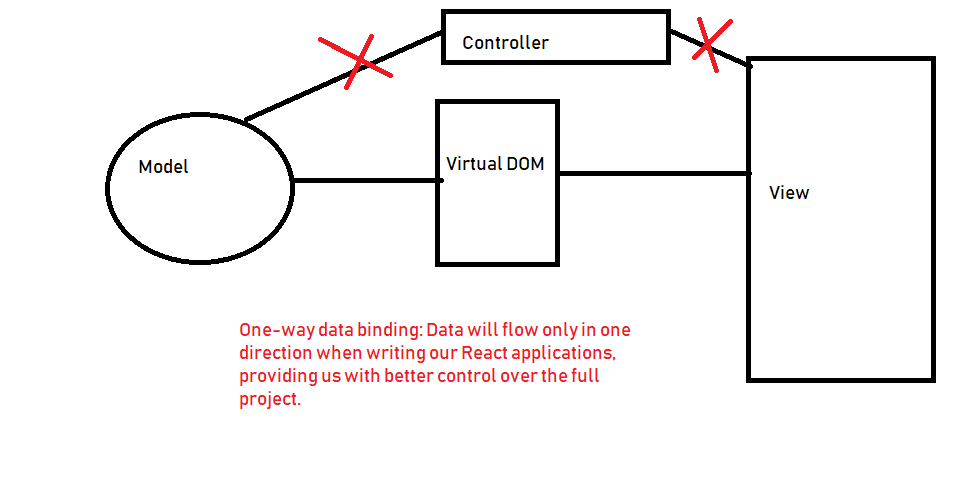 Controller
Model
Virtual DOM
View
One-way data binding: Data will flow only in one
direction when writing our React applications,
providing us with better control over the full
project.